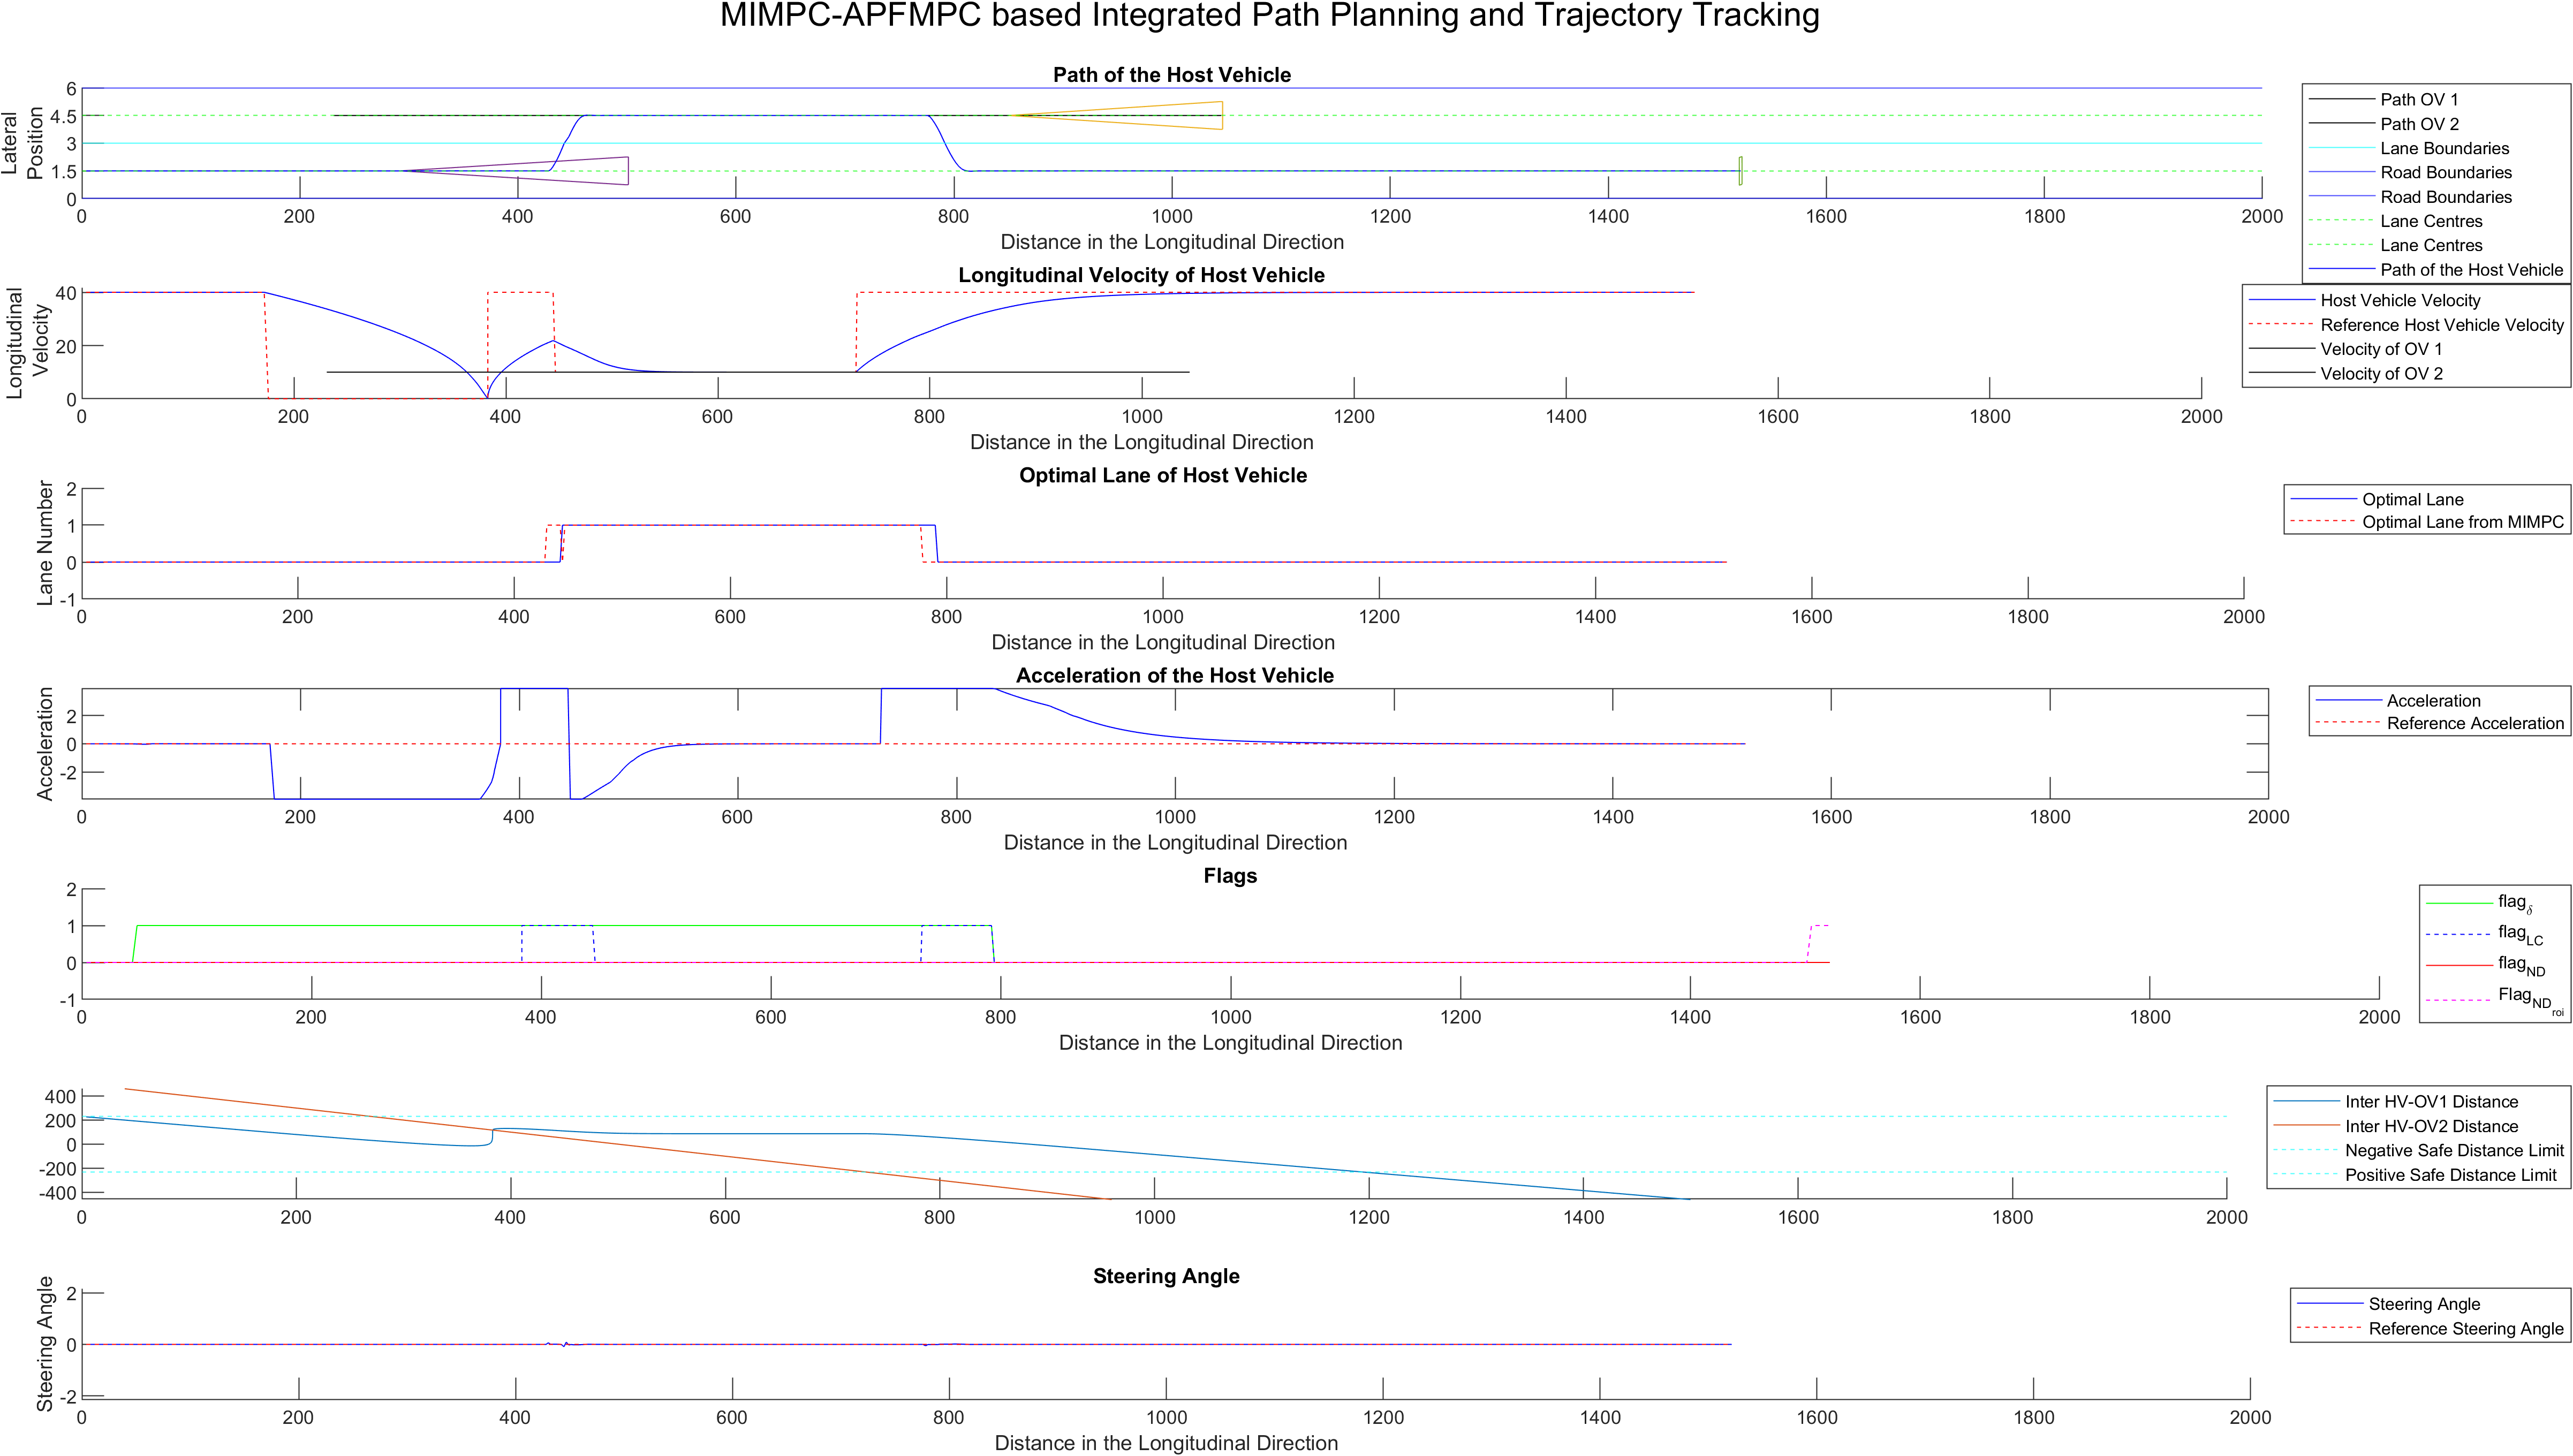 MIMPC-APFMPC based Integrated Path Planning and Trajectory Tracking
Path of the Host Vehicle
Lateral
Position
6
4.5
3
1.5
0
0 200 400 600 800 1000 1200 1400 1600 1800 2000
Distance in the Longitudinal Direction
Path OV 1
Path OV 2
Lane Boundaries
Road Boundaries
Road Boundaries
Lane Centres
Lane Centres
Path of the Host Vehicle
Longitudinal Velocity of Host Vehicle
Longitudinal
Velocity
40
20
0
0 200 400 600 800 1000 1200 1400 1600 1800 2000
Distance in the Longitudinal Direction
Host Vehicle Velocity
Reference Host Vehicle Velocity
Velocity of OV 1
Velocity of OV 2
Optimal Lane of Host Vehicle
Lane Number
2
1
0
-1
0 200 400 600 800 1000 1200 1400 1600 1800 2000
Distance in the Longitudinal Direction
Optimal Lane
Optimal Lane from MIMPC
Acceleration of the Host Vehicle
Acceleration
2
0
-2
0 200 400 600 800 1000 1200 1400 1600 1800 2000
Distance in the Longitudinal Direction
Acceleration
Reference Acceleration
Flags
2
1
0
-1
0 200 400 600 800 1000 1200 1400 1600 1800 2000
Distance in the Longitudinal Direction
flagδ
flagLC
flagND
FlagNDroi
400
200
0
-200
-400
0 200 400 600 800 1000 1200 1400 1600 1800 2000
Inter HV-OV1 Distance
Inter HV-OV2 Distance
Negative Safe Distance Limit
Positive Safe Distance Limit
Steering Angle
Steering Angle
2
0
-2
0 200 400 600 800 1000 1200 1400 1600 1800 2000
Distance in the Longitudinal Direction
Steering Angle
Reference Steering Angle